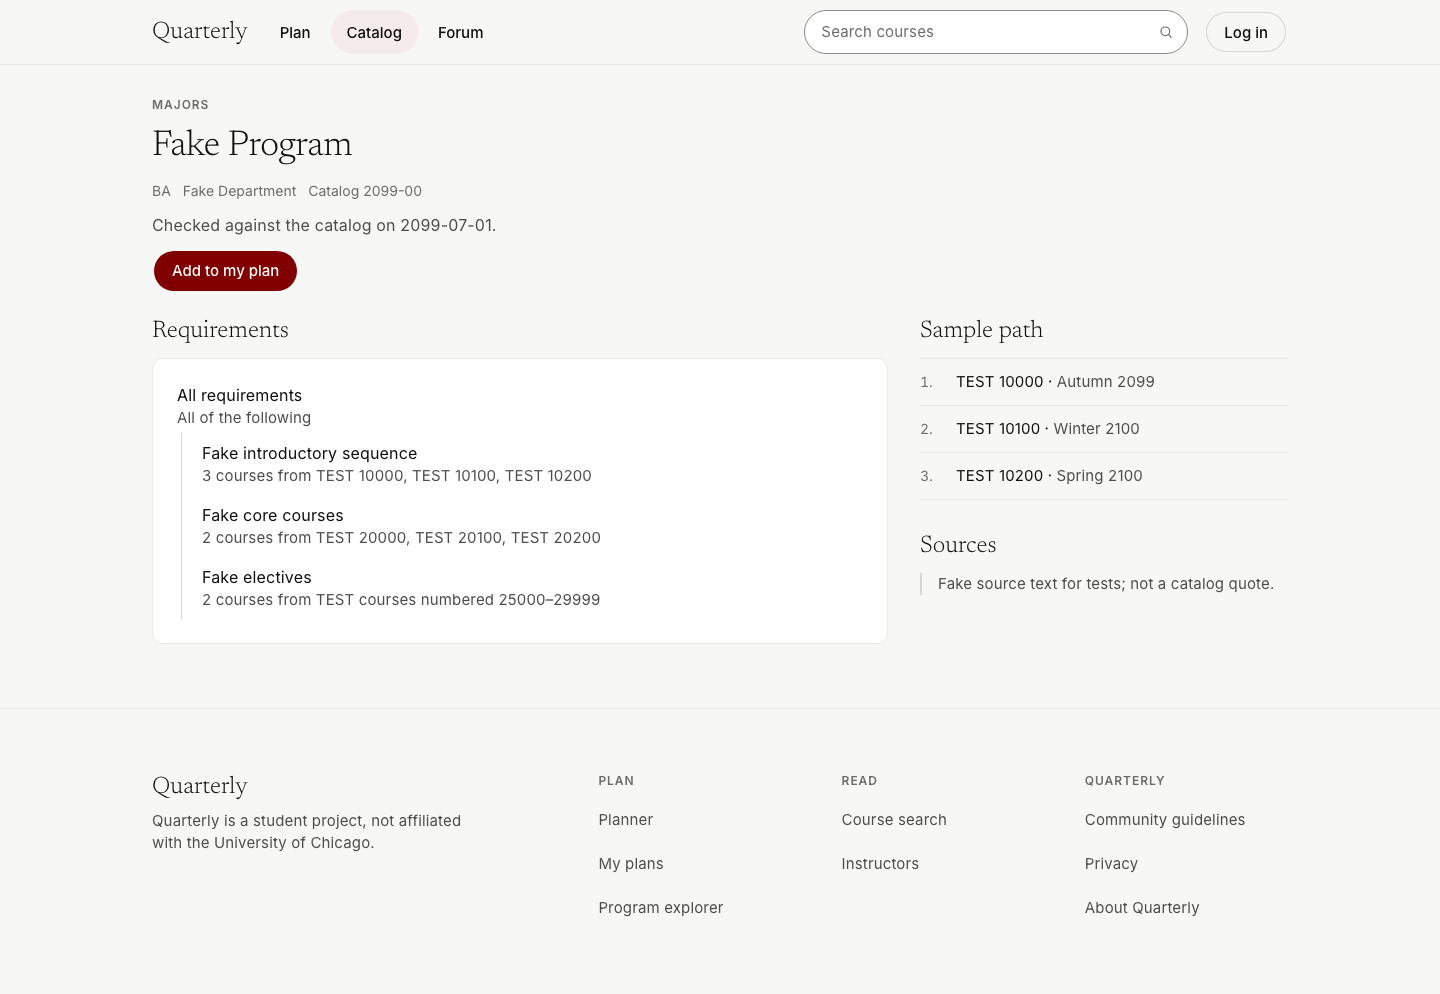 Quarterly
Plan
Catalog
Forum
Search courses
Log in
MAJORS
Fake Program
BA Fake Department Catalog 2099-00
Checked against the catalog on 2099-07-01.
Add to my plan
Requirements
All requirements
All of the following
Fake introductory sequence
3 courses from TEST 10000, TEST 10100, TEST 10200
Fake core courses
2 courses from TEST 20000, TEST 20100, TEST 20200
Fake electives
2 courses from TEST courses numbered 25000–29999
Sample path
1. TEST 10000 · Autumn 2099
2. TEST 10100 · Winter 2100
3. TEST 10200 · Spring 2100
Sources
Fake source text for tests; not a catalog quote.
Quarterly
Quarterly is a student project, not affiliated
with the University of Chicago.
PLAN
Planner
My plans
Program explorer
READ
Course search
Instructors
QUARTERLY
Community guidelines
Privacy
About Quarterly